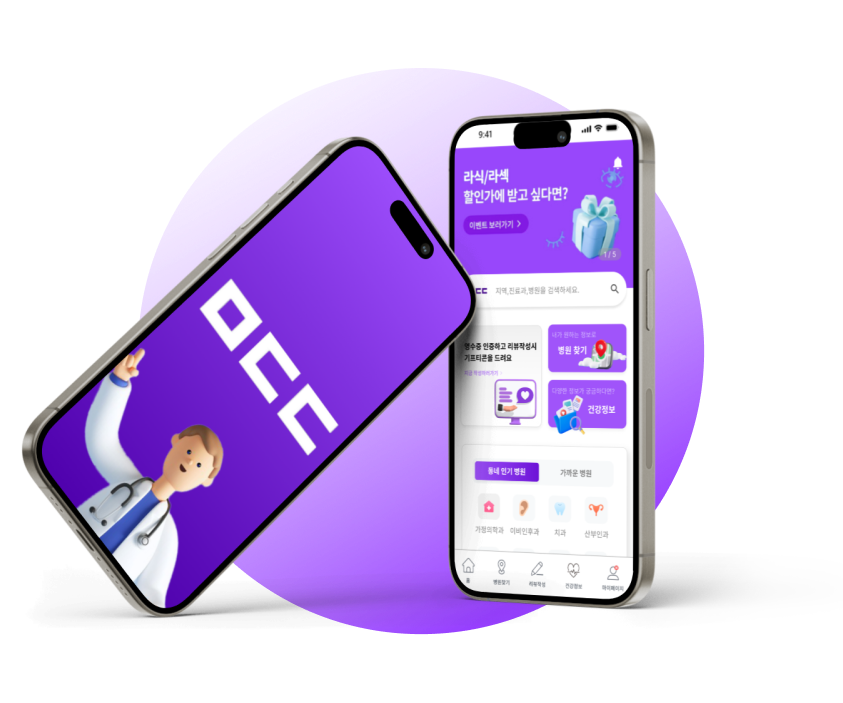 ㅁㄷㄷ
9:41
라식/라섹
할인가에 받고 싶다면?
이벤트 보러가기 >
1 / 5
지역,진료과,병원을 검색하세요.
영수증 인증하고 리뷰작성시
기프티콘을 드려요
내가 원하는 정보로
병원 찾기
다양한 정보가 궁금하다면?
건강정보
동네 인기 병원
가까운 병원
가정의학과
이비인후과
치과
산부인과
홈
병원찾기
리뷰작성
건강정보
마이페이지